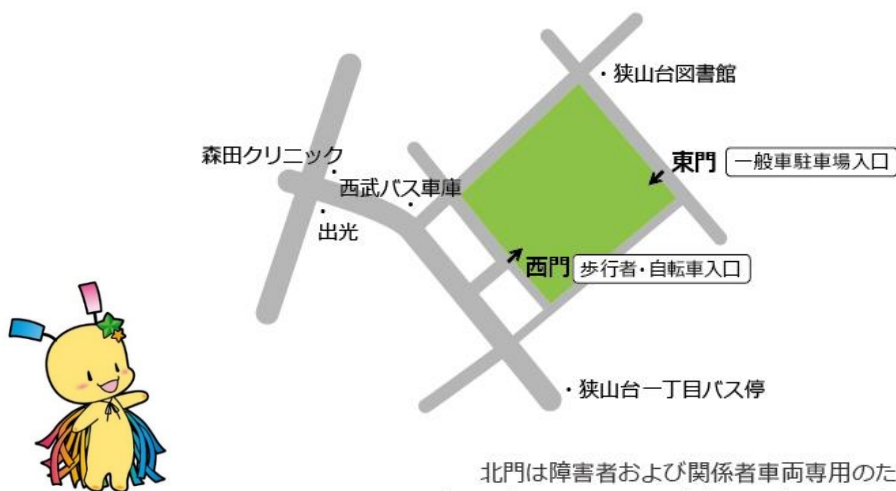 ・狭山台図書館
森田クリニック
東門 一般車駐車場入口
西武バス車庫
出光
西門 歩行者・自転車入口
・狭山台一丁目バス停
北門は障害者および関係者車両専用のた